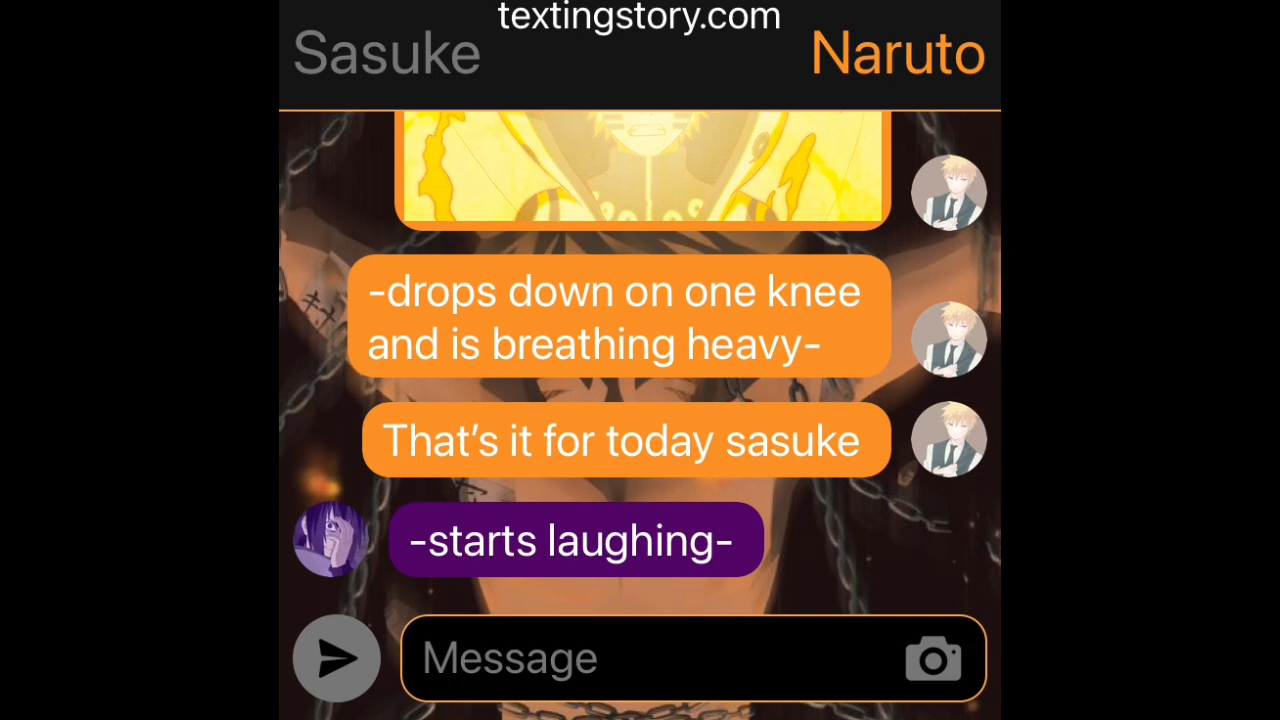 textingstory.com
Sasuke
Naruto
-drops down on one knee
and is breathing heavy-
That’s it for today sasuke
-starts laughing-
Message